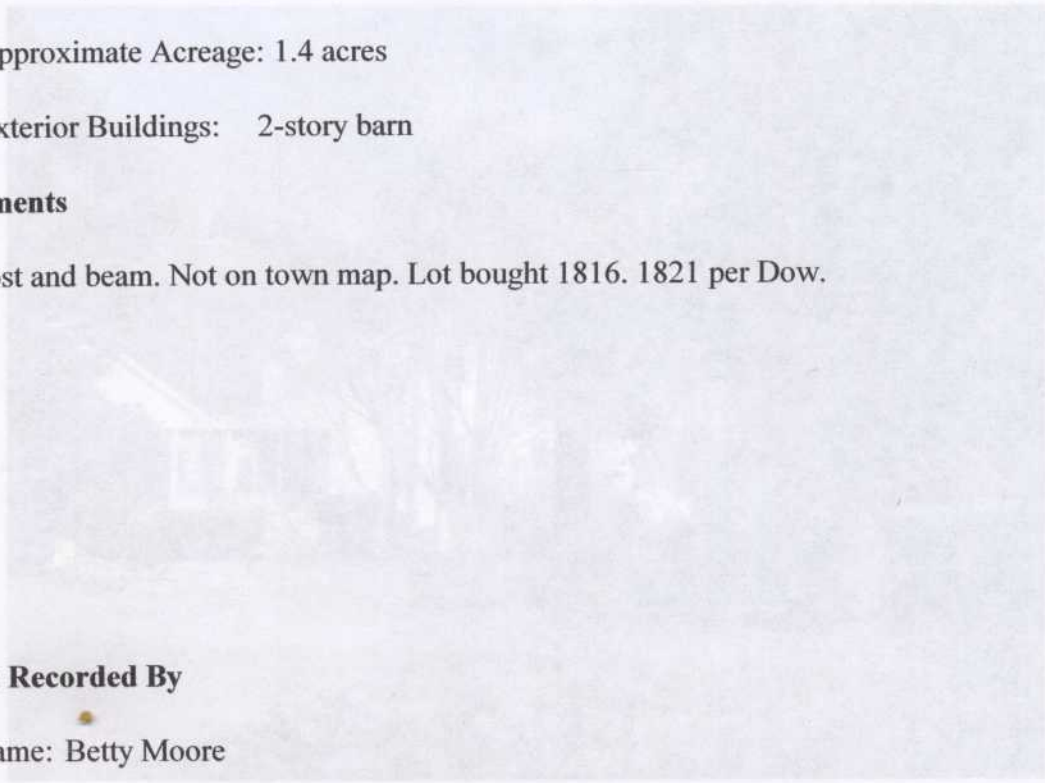 pproximate Acreage: 1.4 acres
xterior Buildings: 2-story barn
ments
st and beam. Not on town map. Lot bought 1816. 1821 per Dow.
Recorded By
ame: Betty Moore